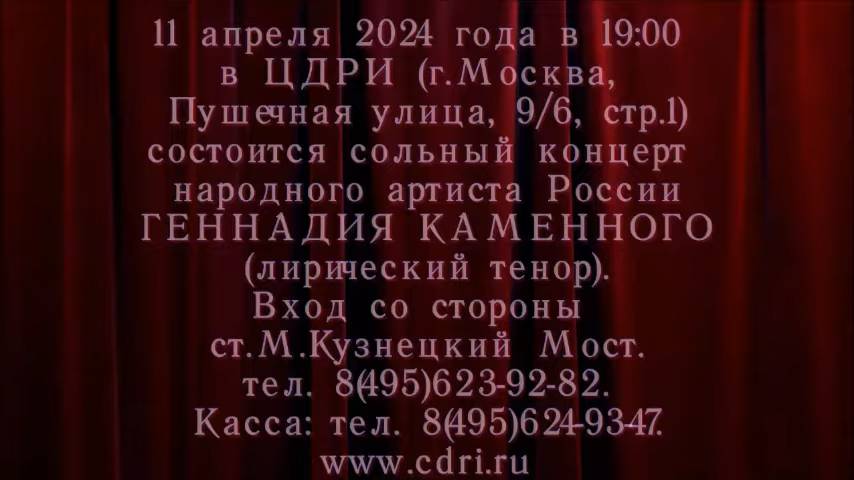 11 апреля 2024 года в 19:00
в ЦДРИ (г.Москва,
Пушечная улица, 9/6, стр.1)
состоится сольный концерт
народного артиста России
ГЕННАДИЯ КАМЕННОГО
(лирический тенор).
Вход со стороны
ст.М.Кузнецкий Мост.
тел. 8(495)623-92-82.
Касса: тел. 8(495)624-93-47.
www.cdri.ru